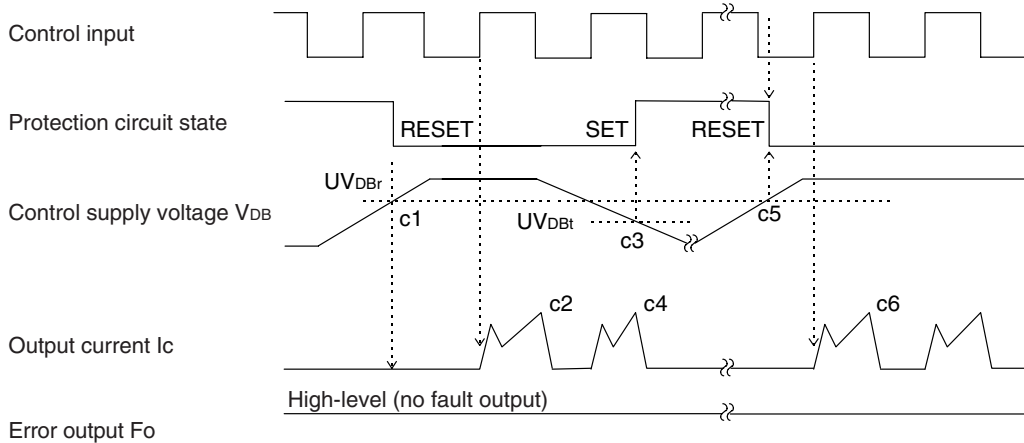 Control input
Protection circuit state
RESET
SET
RESET
UVDBr
Control supply voltage VDB
c1
UVDBt
c3
c5
c2
c4
c6
Output current Ic
High-level (no fault output)
Error output Fo